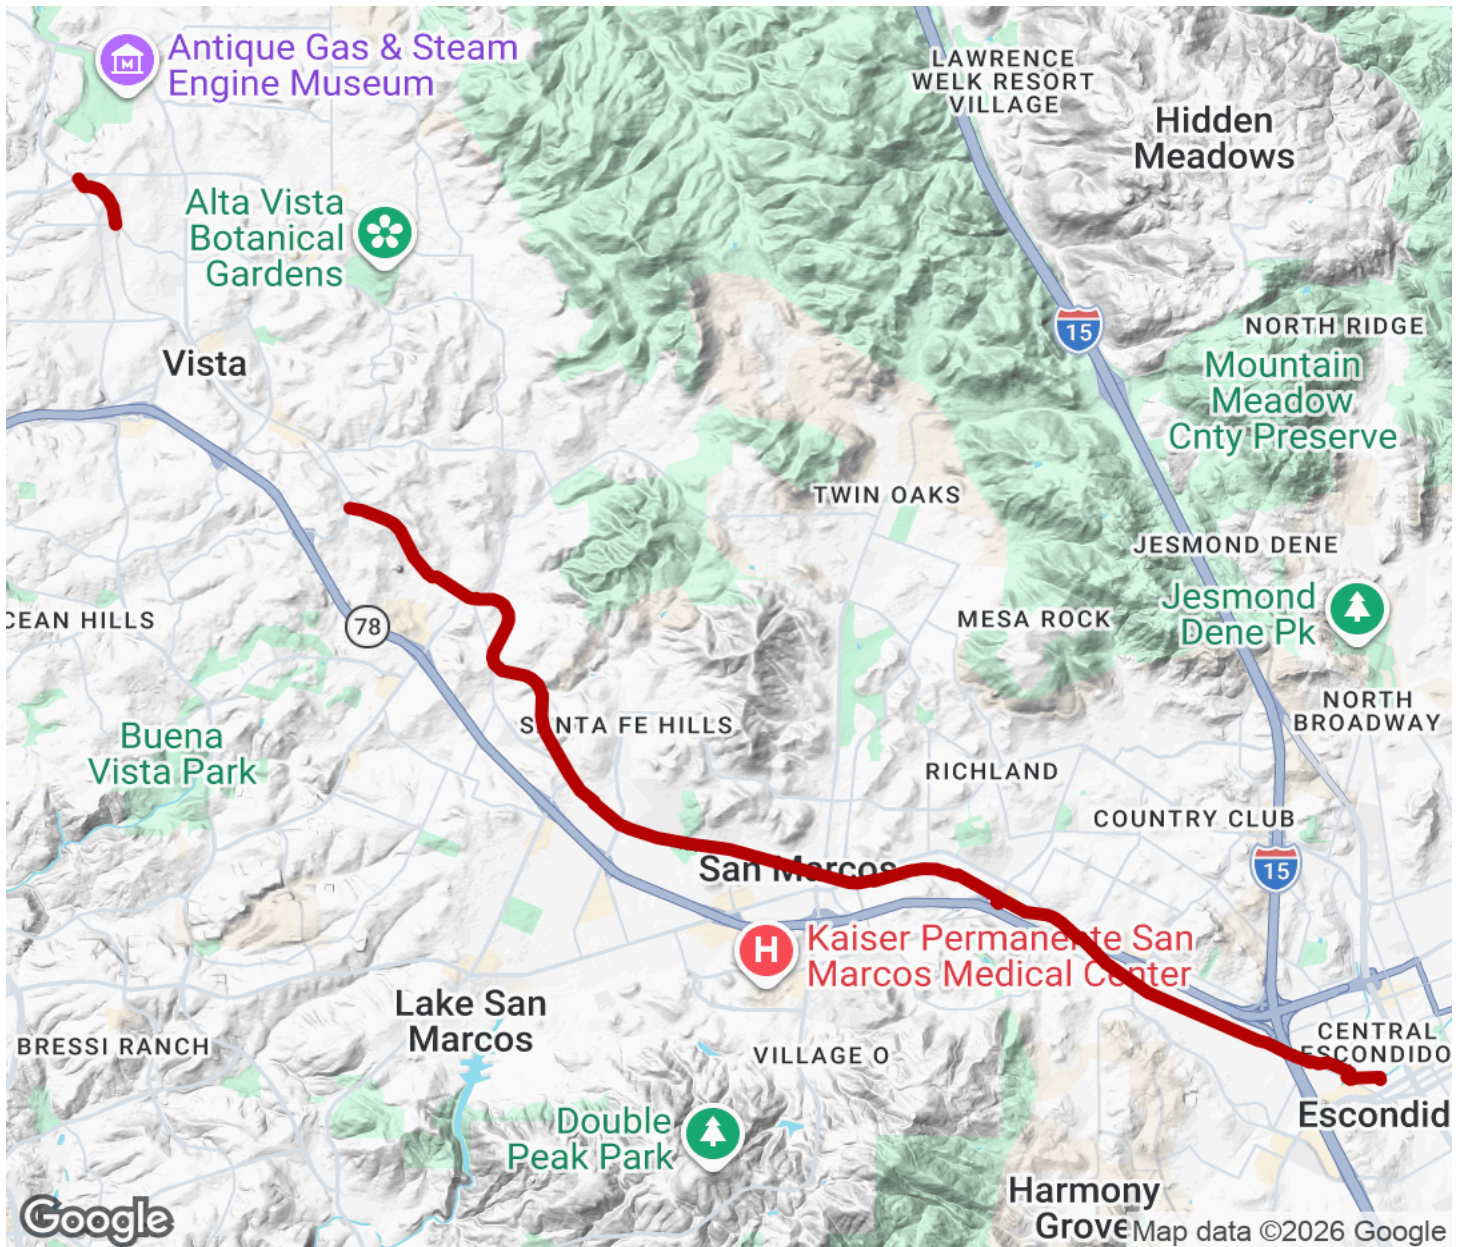 Antique Gas & Steam
Engine Museum
LAWRENCE
WELK RESORT
VILLAGE
Hidden
Meadows
Alta Vista
Botanical
Gardens
15
NORTH RIDGE
Mountain
Meadow
Cnty Preserve
Vista
TWIN OAKS
JESMOND DENE
Jesmond
Dene Pk
CEAN HILLS
78
MESA ROCK
NORTH
BROADWAY
SANTA FE HILLS
Buena
Vista Park
RICHLAND
COUNTRY CLUB
15
San Marcos
H
Kaiser Permanente San
Marcos Medical Center
Lake San
Marcos
BRESSI RANCH
VILLAGE O
CENTRAL
ESCONDIDO
Escondid
Double
Peak Park
Harmony
Grove
Google
Map data ©2026 Google